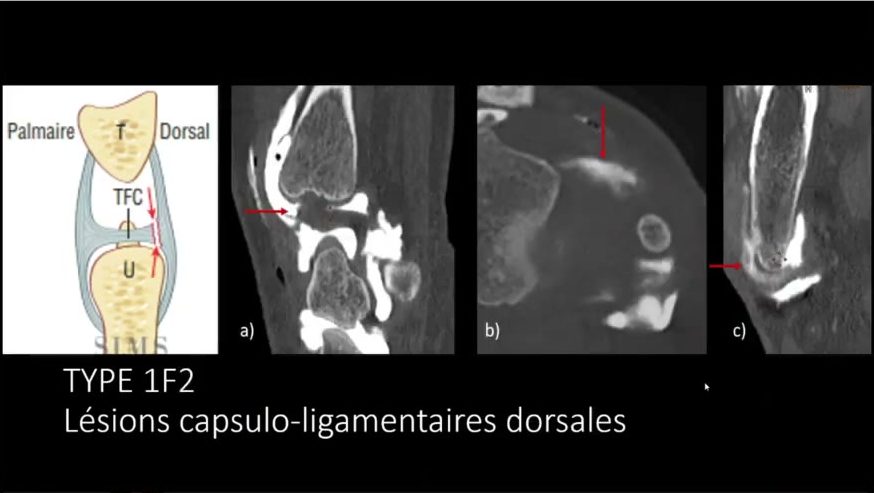 Palmaire T Dorsal
TFC
U
SIMS
a)
b)
c)
TYPE 1F2
Lésions capsulo-ligamentaires dorsales